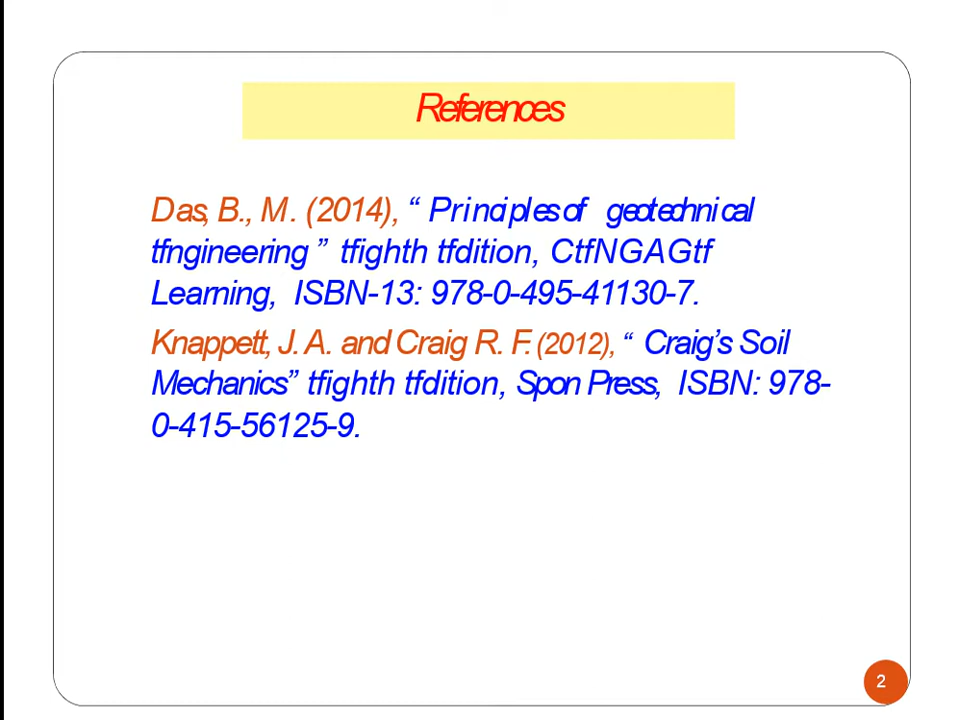 References
Das, B., M. (2014), “ Principles of geotechnical
tfngineering ” tfighth tfdition, CtfNGAGtf
Learning, ISBN-13: 978-0-495-41130-7.
Knappett, J. A. and Craig R. F. (2012), “ Craig’s Soil
Mechanics” tfighth tfdition, Spon Press, ISBN: 978-
0-415-56125-9.
2